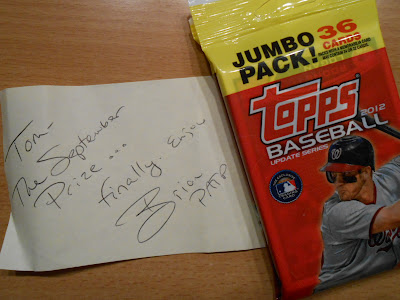 Tom-
The September
Prize ...
finally. Enjoy
Brian
PATP
JUMBO
PACK!
36
CARDS
topps
2012
BASEBALL
UPDATE SERIES